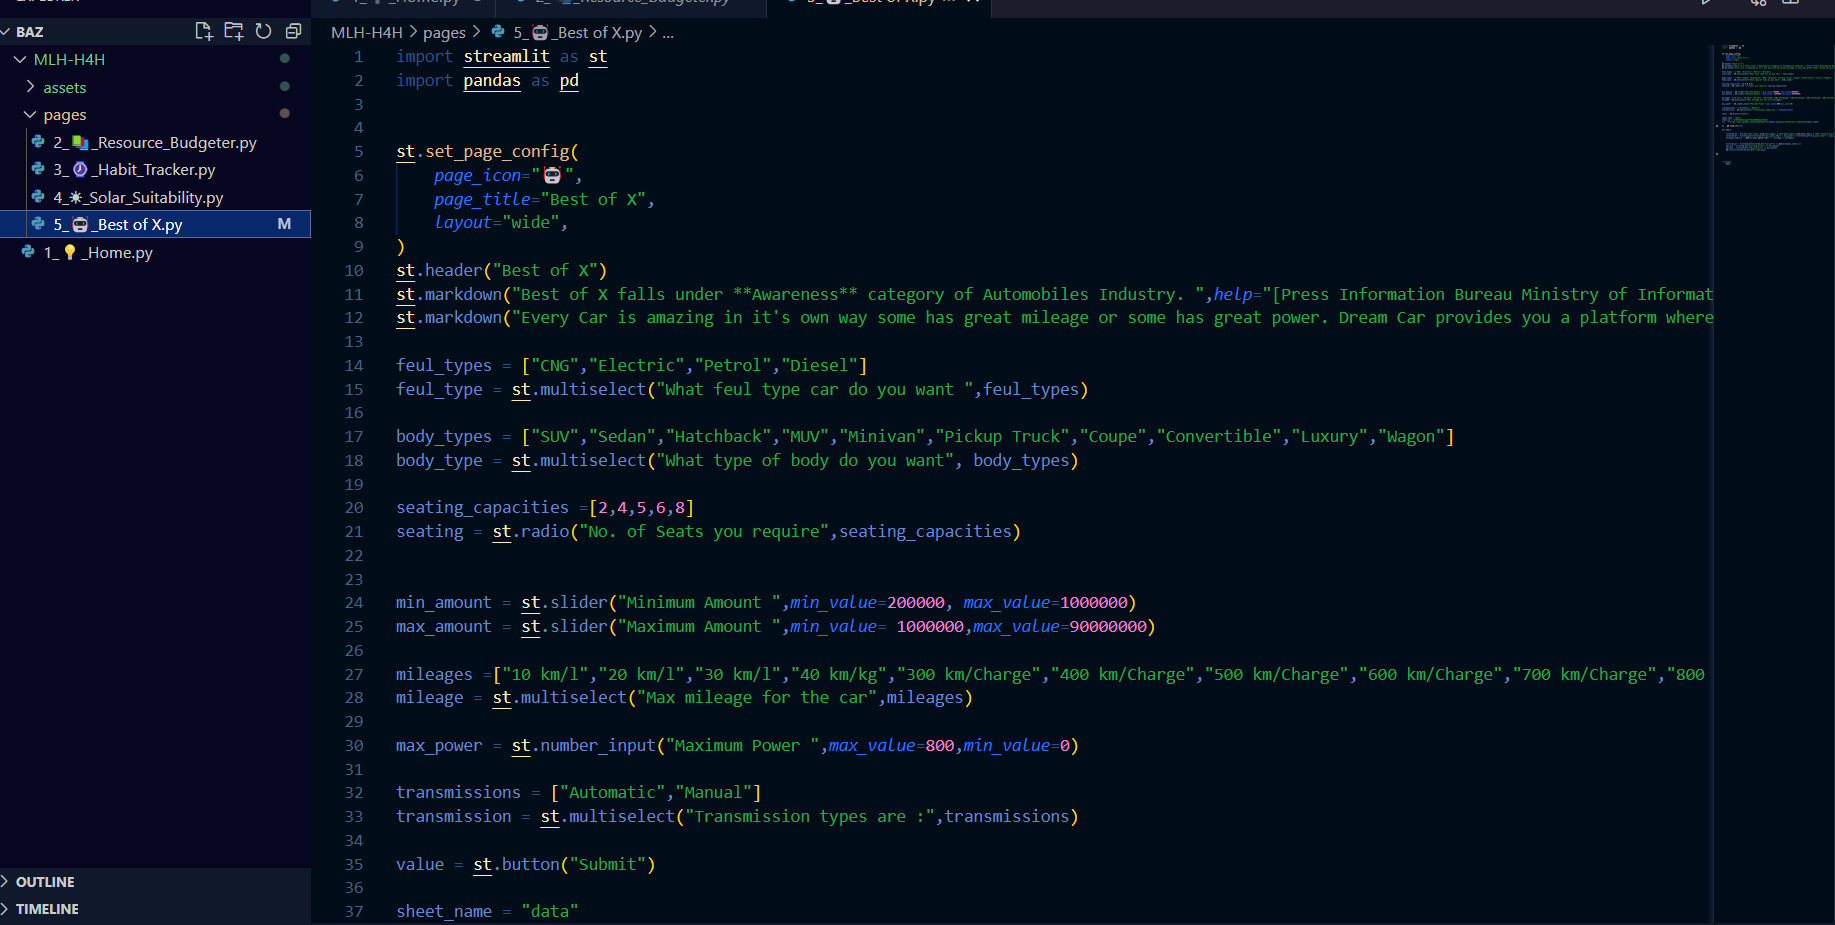 1_ _Home.py 2_ _Resource_Budgeter.py 5_ _Best of X.py
BAZ
MLH-H4H
assets
pages
2_ _Resource_Budgeter.py
3_ _Habit_Tracker.py
4_☀_Solar_Suitability.py
5_🤖_Best of X.py M
1_💡_Home.py
OUTLINE
TIMELINE
MLH-H4H > pages > 5_🤖_Best of X.py > ...
1 import streamlit as st
2 import pandas as pd
3
4
5 st.set_page_config(
6 page_icon="🤖",
7 page_title="Best of X",
8 layout="wide",
9 )
10 st.header("Best of X")
11 st.markdown("Best of X falls under **Awareness** category of Automobiles Industry. ",help="[Press Information Bureau Ministry of Informat
12 st.markdown("Every Car is amazing in it's own way some has great mileage or some has great power. Dream Car provides you a platform where
13
14 feul_types = ["CNG","Electric","Petrol","Diesel"]
15 feul_type = st.multiselect("What feul type car do you want ",feul_types)
16
17 body_types = ["SUV","Sedan","Hatchback","MUV","Minivan","Pickup Truck","Coupe","Convertible","Luxury","Wagon"]
18 body_type = st.multiselect("What type of body do you want", body_types)
19
20 seating_capacities =[2,4,5,6,8]
21 seating = st.radio("No. of Seats you require",seating_capacities)
22
23
24 min_amount = st.slider("Minimum Amount ",min_value=200000, max_value=1000000)
25 max_amount = st.slider("Maximum Amount ",min_value= 1000000,max_value=90000000)
26
27 mileages =["10 km/l","20 km/l","30 km/l","40 km/kg","300 km/Charge","400 km/Charge","500 km/Charge","600 km/Charge","700 km/Charge","800
28 mileage = st.multiselect("Max mileage for the car",mileages)
29
30 max_power = st.number_input("Maximum Power ",max_value=800,min_value=0)
31
32 transmissions = ["Automatic","Manual"]
33 transmission = st.multiselect("Transmission types are :",transmissions)
34
35 value = st.button("Submit")
36
37 sheet_name = "data"